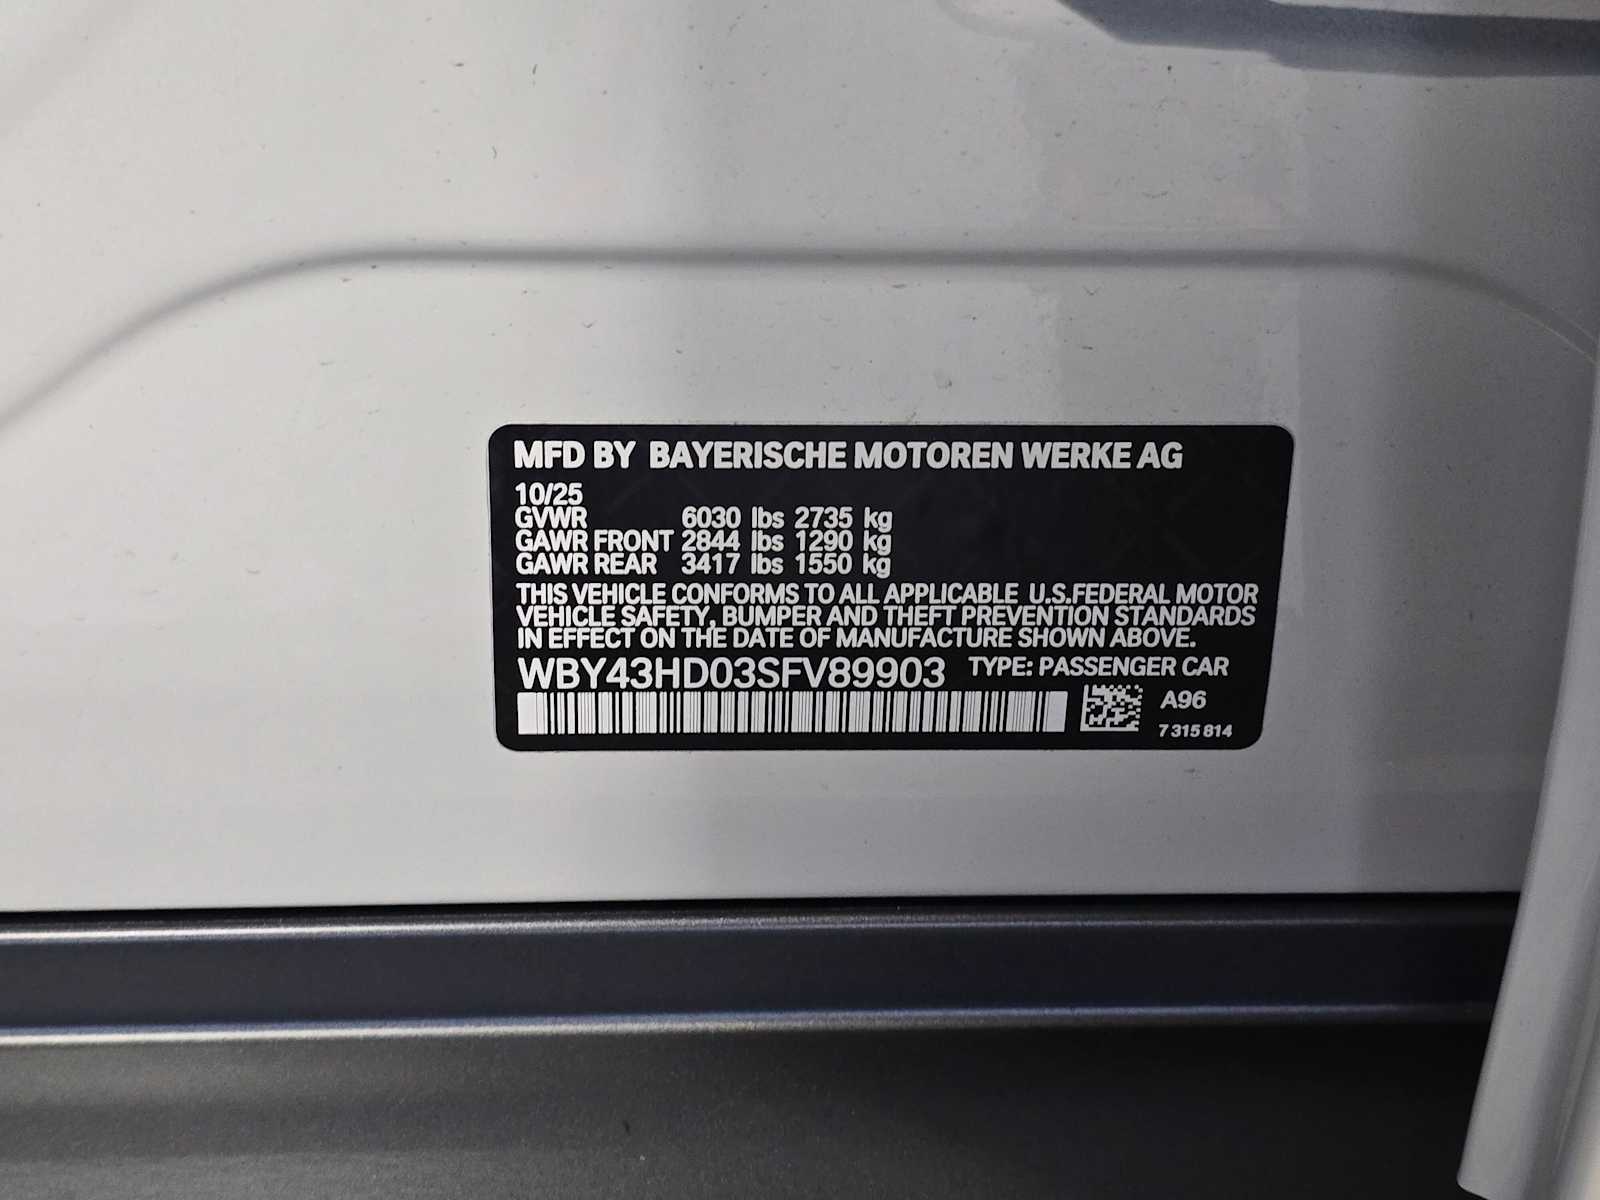 MFD BY BAYERISCHE MOTOREN WERKE AG
10/25
GVWR 6030 lbs 2735 kg
GAWR FRONT 2844 lbs 1290 kg
GAWR REAR 3417 lbs 1550 kg
THIS VEHICLE CONFORMS TO ALL APPLICABLE U.S.FEDERAL MOTOR
VEHICLE SAFETY, BUMPER AND THEFT PREVENTION STANDARDS
IN EFFECT ON THE DATE OF MANUFACTURE SHOWN ABOVE.
WBY43HD03SFV89903 TYPE: PASSENGER CAR
A96
7 315 814